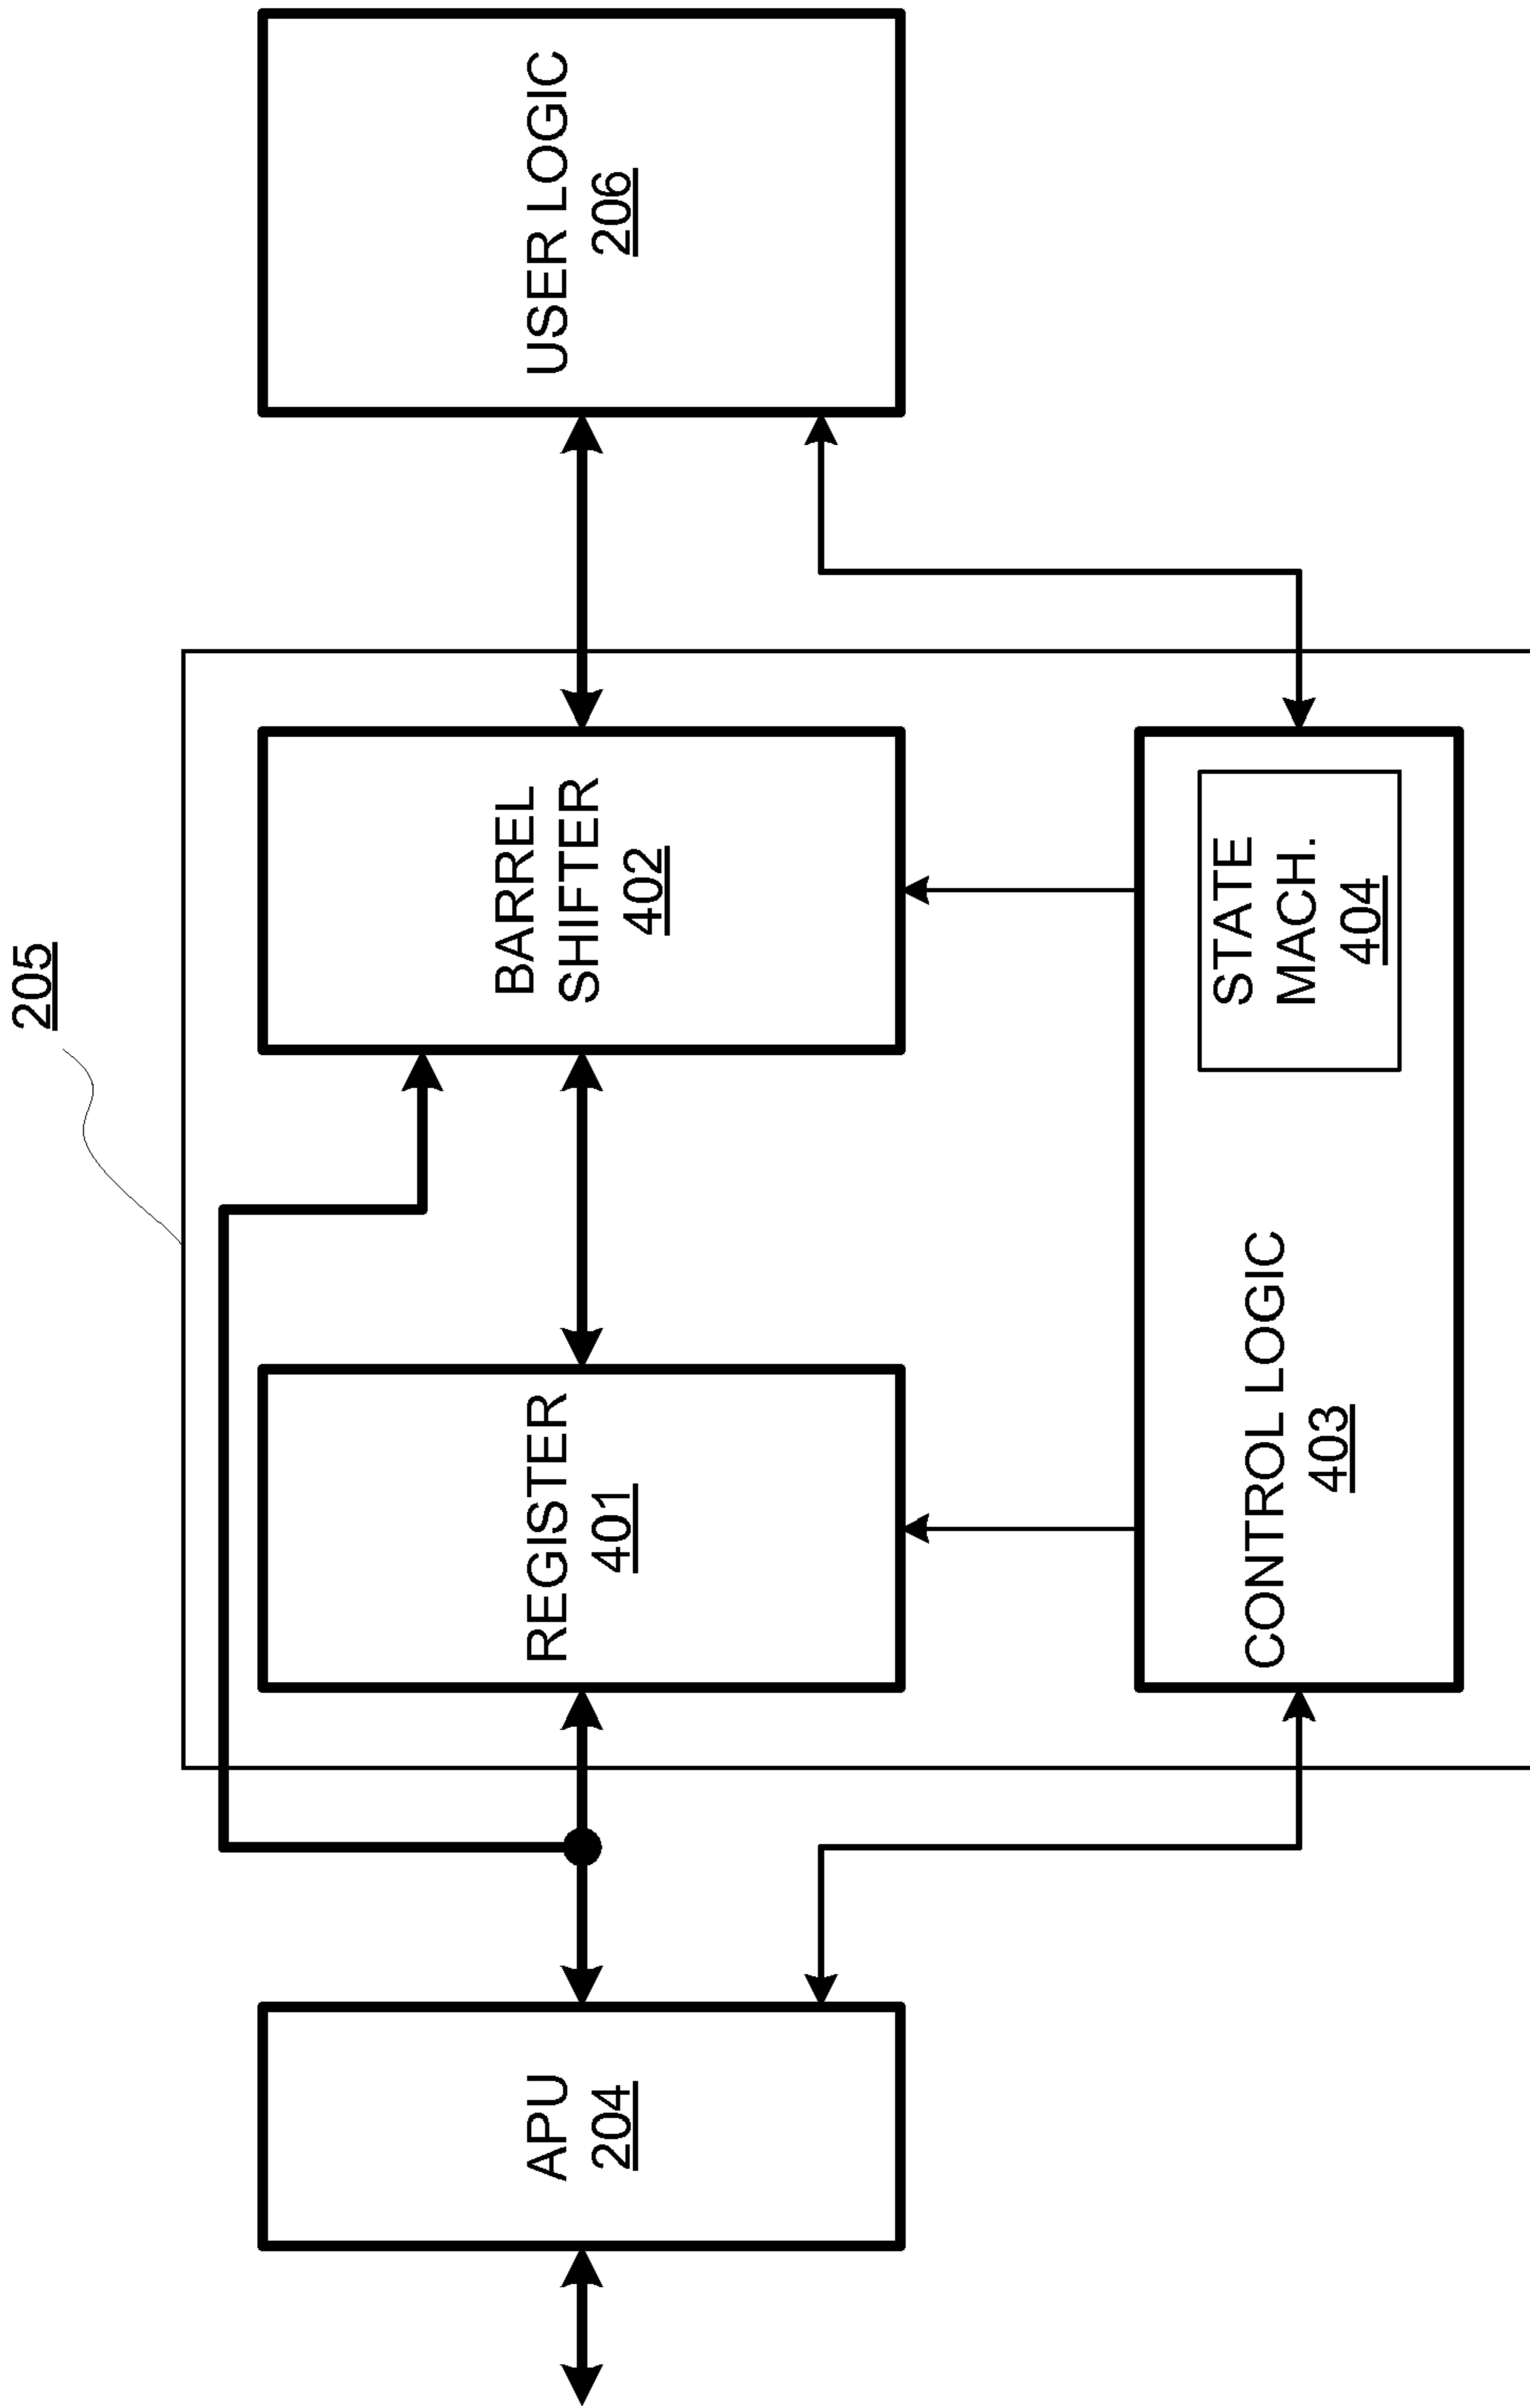 205
APU
204
REGISTER
401
BARREL
SHIFTER
402
USER LOGIC
206
CONTROL LOGIC
403
STATE
MACH.
404